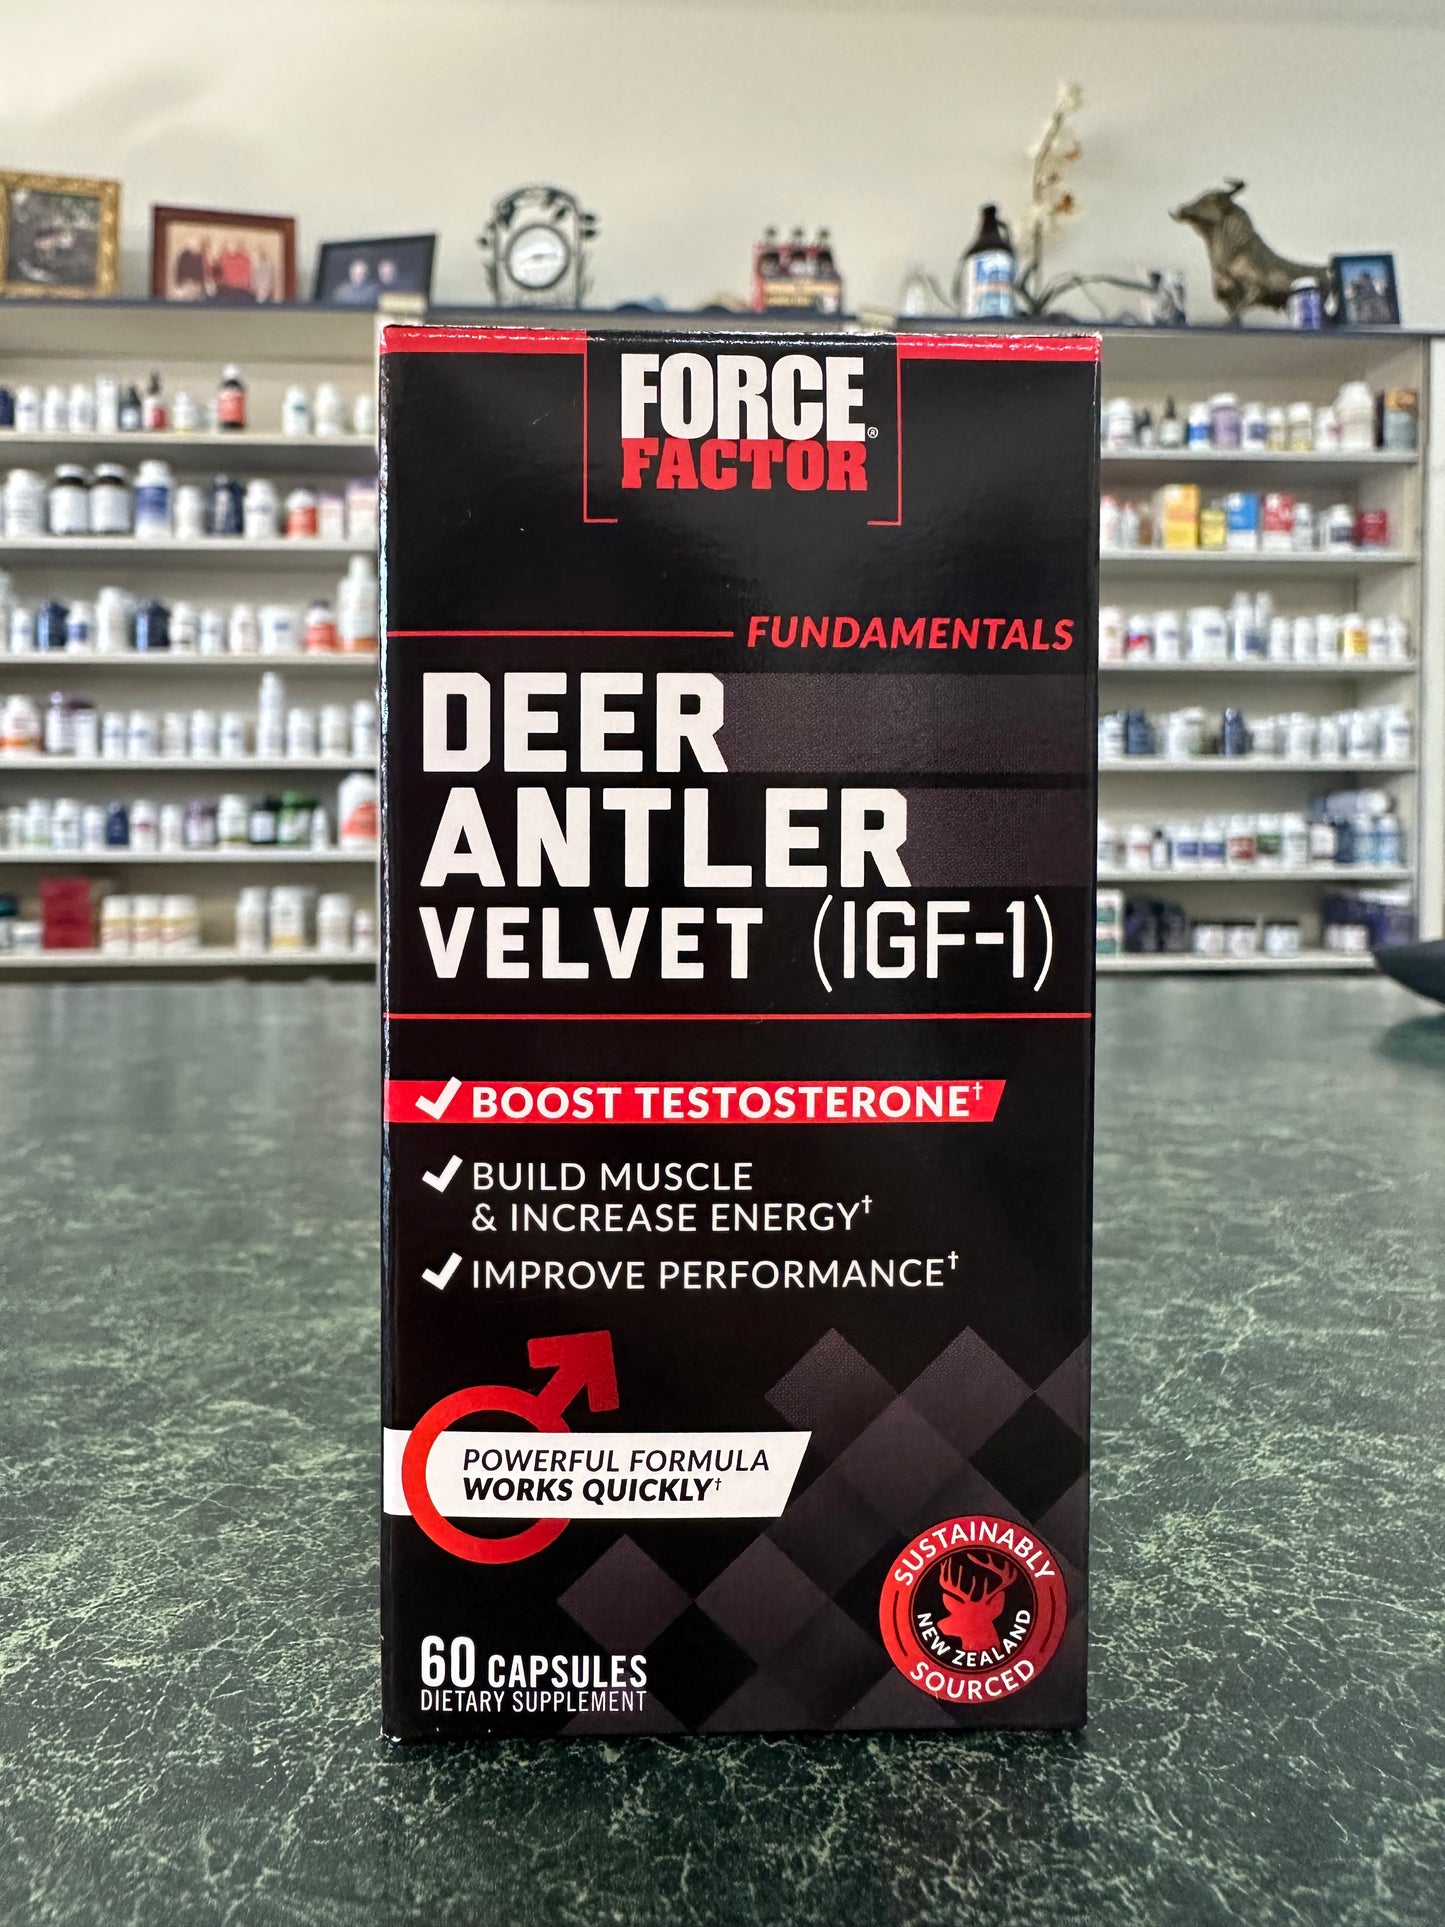 FORCE®
FACTOR
FUNDAMENTALS
DEER
ANTLER
VELVET (IGF-1)
BOOST TESTOSTERONE†
BUILD MUSCLE
& INCREASE ENERGY†
IMPROVE PERFORMANCE†
POWERFUL FORMULA
WORKS QUICKLY†
SUSTAINABLY
NEW ZEALAND
SOURCED
60 CAPSULES
DIETARY SUPPLEMENT